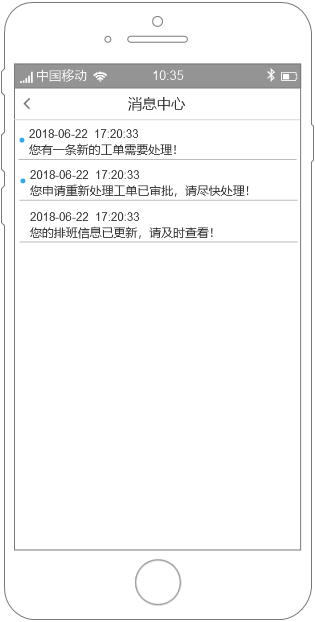 中国移动 10:35
消息中心
2018-06-22 17:20:33
您有一条新的工单需要处理！
2018-06-22 17:20:33
您申请重新处理工单已审批，请尽快处理！
2018-06-22 17:20:33
您的排班信息已更新，请及时查看！